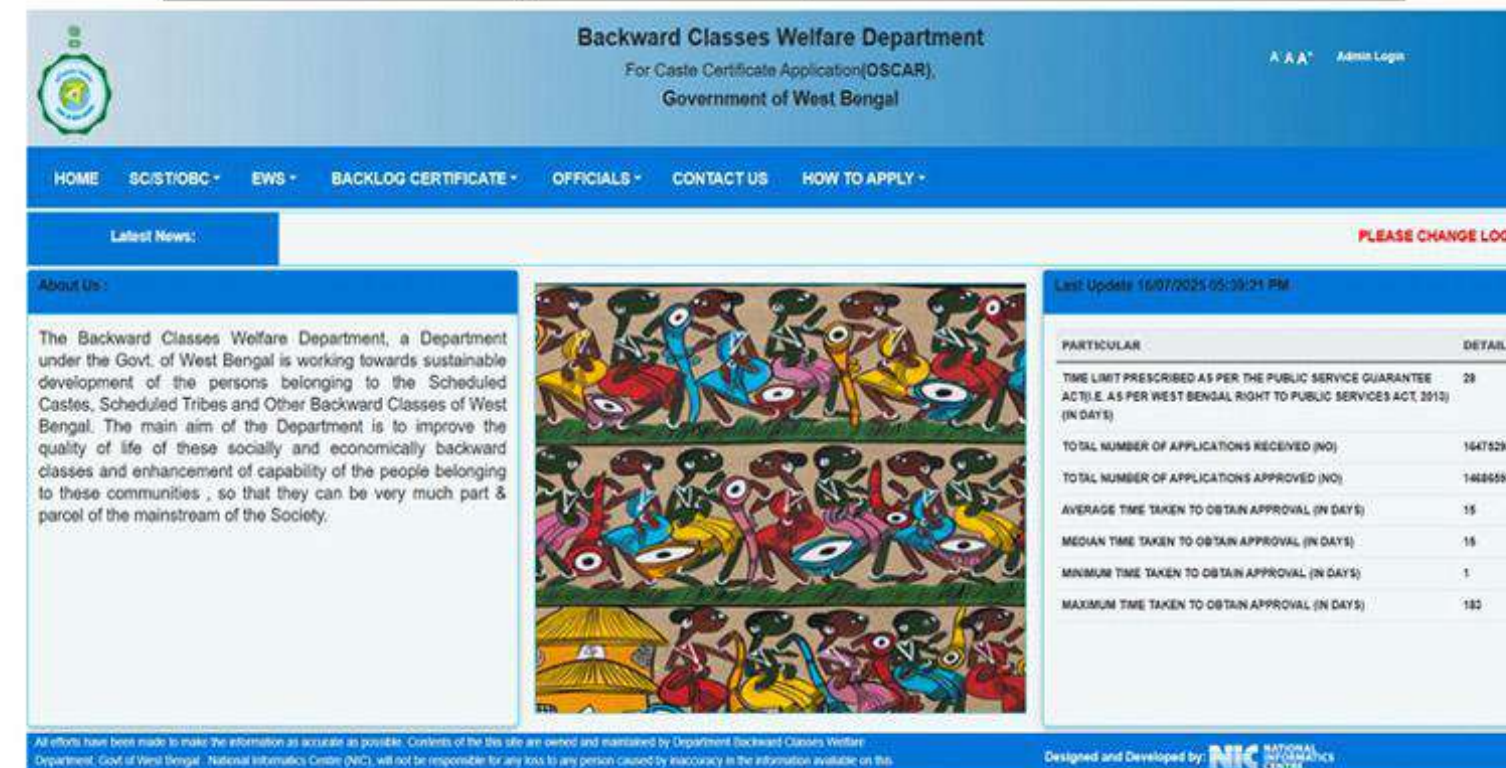 Backward Classes Welfare Department
For Caste Certificate Application(OSCAR),
Government of West Bengal
A- A A+ Admin Login
HOME SC/ST/OBC EWS BACKLOG CERTIFICATE OFFICIALS CONTACT US HOW TO APPLY
Latest News:
PLEASE CHANGE LOG
About Us :
The Backward Classes Welfare Department, a Department
under the Govt. of West Bengal is working towards sustainable
development of the persons belonging to the Scheduled
Castes, Scheduled Tribes and Other Backward Classes of West
Bengal. The main aim of the Department is to improve the
quality of life of these socially and economically backward
classes and enhancement of capability of the people belonging
to these communities , so that they can be very much part &
parcel of the mainstream of the Society.
Last Update 16/07/2025 05:39:21 PM
PARTICULAR DETAIL
TIME LIMIT PRESCRIBED AS PER THE PUBLIC SERVICE GUARANTEE 28
ACT(I.E. AS PER WEST BENGAL RIGHT TO PUBLIC SERVICES ACT, 2013)
(IN DAYS)
TOTAL NUMBER OF APPLICATIONS RECEIVED (NO) 1647529
TOTAL NUMBER OF APPLICATIONS APPROVED (NO) 1468659
AVERAGE TIME TAKEN TO OBTAIN APPROVAL (IN DAYS) 15
MEDIAN TIME TAKEN TO OBTAIN APPROVAL (IN DAYS) 15
MINIMUM TIME TAKEN TO OBTAIN APPROVAL (IN DAYS) 1
MAXIMUM TIME TAKEN TO OBTAIN APPROVAL (IN DAYS) 183
All efforts have been made to make the information as accurate as possible. Contents of the this site are owned and maintained by Department Backward Classes Welfare
Department, Govt of West Bengal. National Informatics Centre (NIC), will not be responsible for any loss to any person caused by inaccuracy in the information available on this
Designed and Developed by: NIC NATIONAL
INFORMATICS
CENTRE